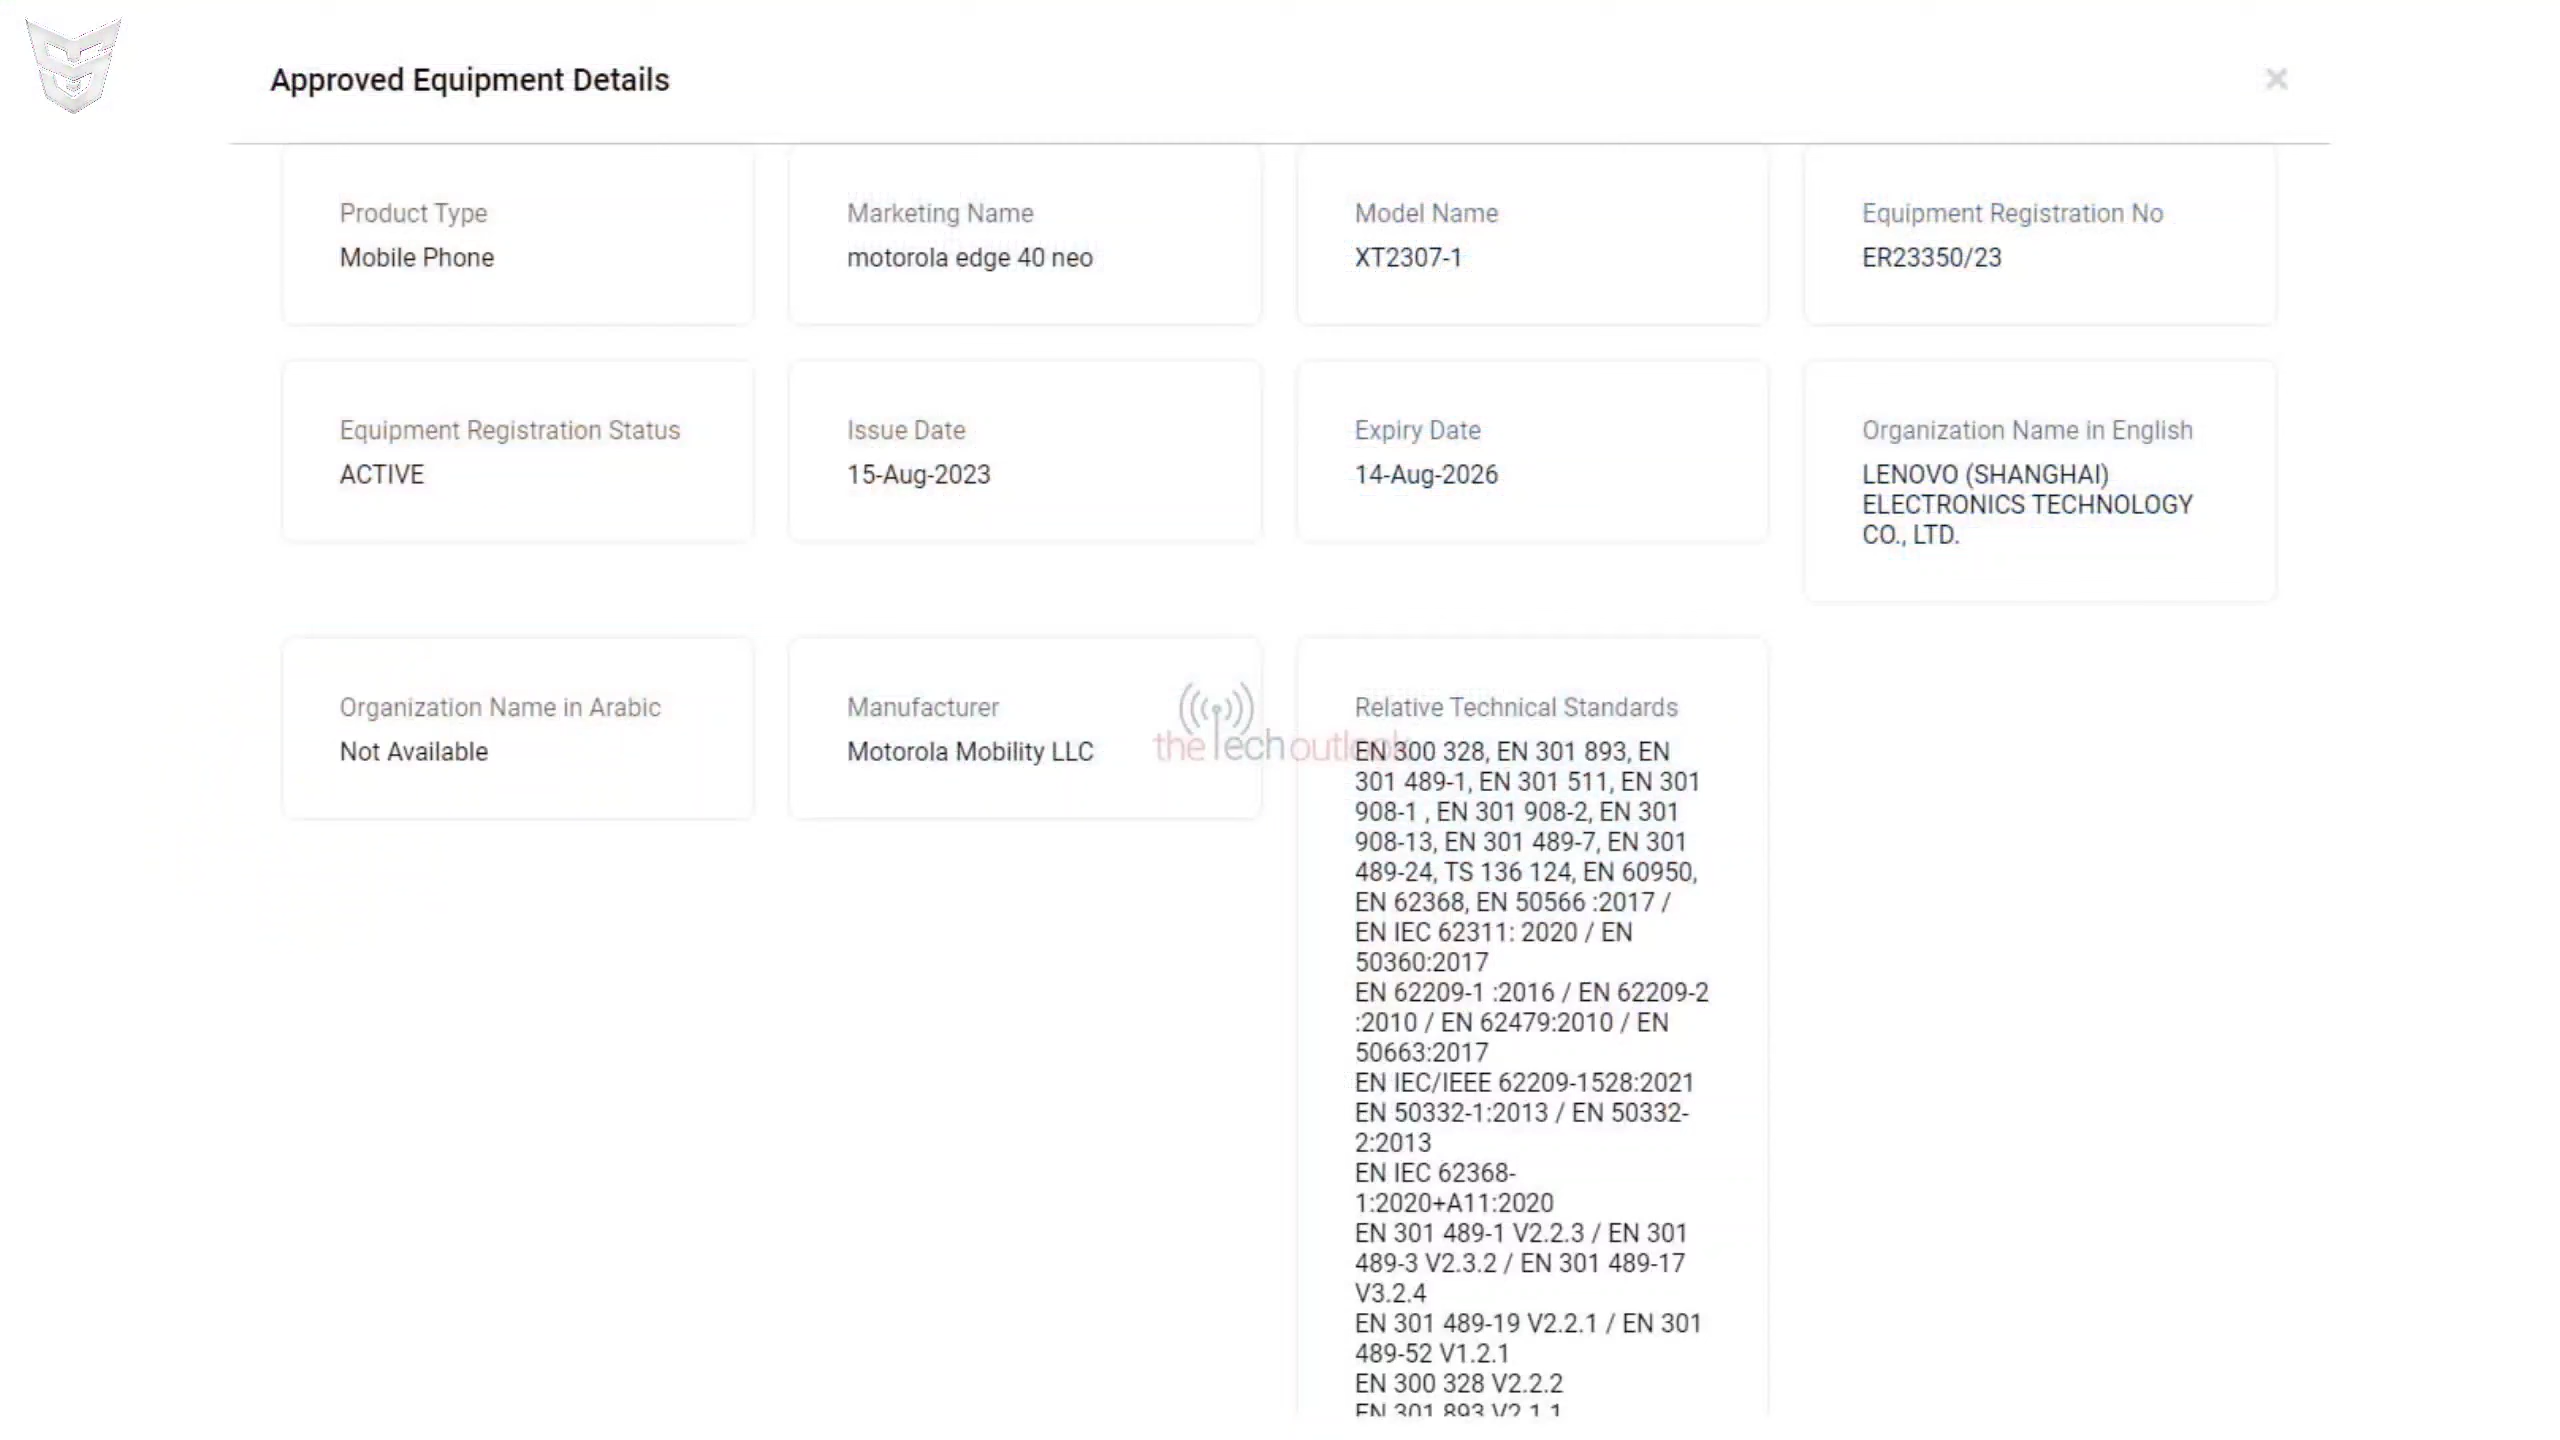 Approved Equipment Details
Product Type
Mobile Phone
Marketing Name
motorola edge 40 neo
Model Name
XT2307-1
Equipment Registration No
ER23350/23
Equipment Registration Status
ACTIVE
Issue Date
15-Aug-2023
Expiry Date
14-Aug-2026
Organization Name in English
LENOVO (SHANGHAI)
ELECTRONICS TECHNOLOGY
CO., LTD.
Organization Name in Arabic
Not Available
Manufacturer
Motorola Mobility LLC
theTechoutlook
Relative Technical Standards
EN 300 328, EN 301 893, EN
301 489-1, EN 301 511, EN 301
908-1 , EN 301 908-2, EN 301
908-13, EN 301 489-7, EN 301
489-24, TS 136 124, EN 60950,
EN 62368, EN 50566 :2017 /
EN IEC 62311: 2020 / EN
50360:2017
EN 62209-1 :2016 / EN 62209-2
:2010 / EN 62479:2010 / EN
50663:2017
EN IEC/IEEE 62209-1528:2021
EN 50332-1:2013 / EN 50332-
2:2013
EN IEC 62368-
1:2020+A11:2020
EN 301 489-1 V2.2.3 / EN 301
489-3 V2.3.2 / EN 301 489-17
V3.2.4
EN 301 489-19 V2.2.1 / EN 301
489-52 V1.2.1
EN 300 328 V2.2.2
EN 301 893 V2.1.1